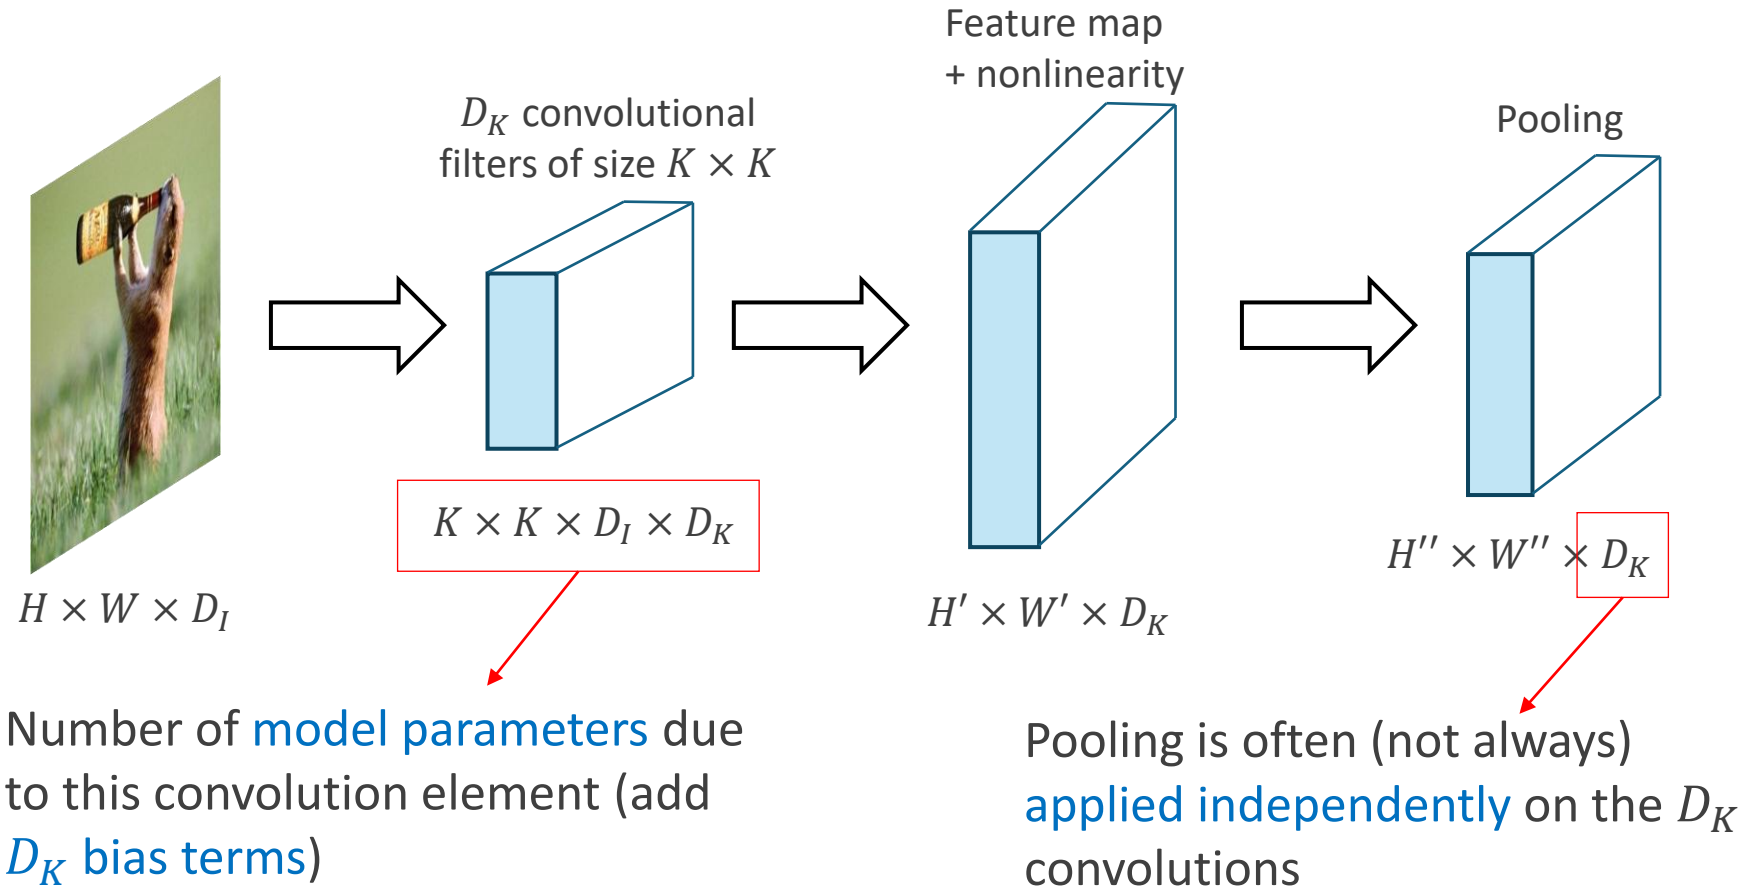 Feature map
+ nonlinearity
D_K convolutional
filters of size K × K
Pooling
K × K × D_I × D_K
H × W × D_I
H′ × W′ × D_K
H′′ × W′′ × D_K
Number of model parameters due
to this convolution element (add
D_K bias terms)
Pooling is often (not always)
applied independently on the D_K
convolutions